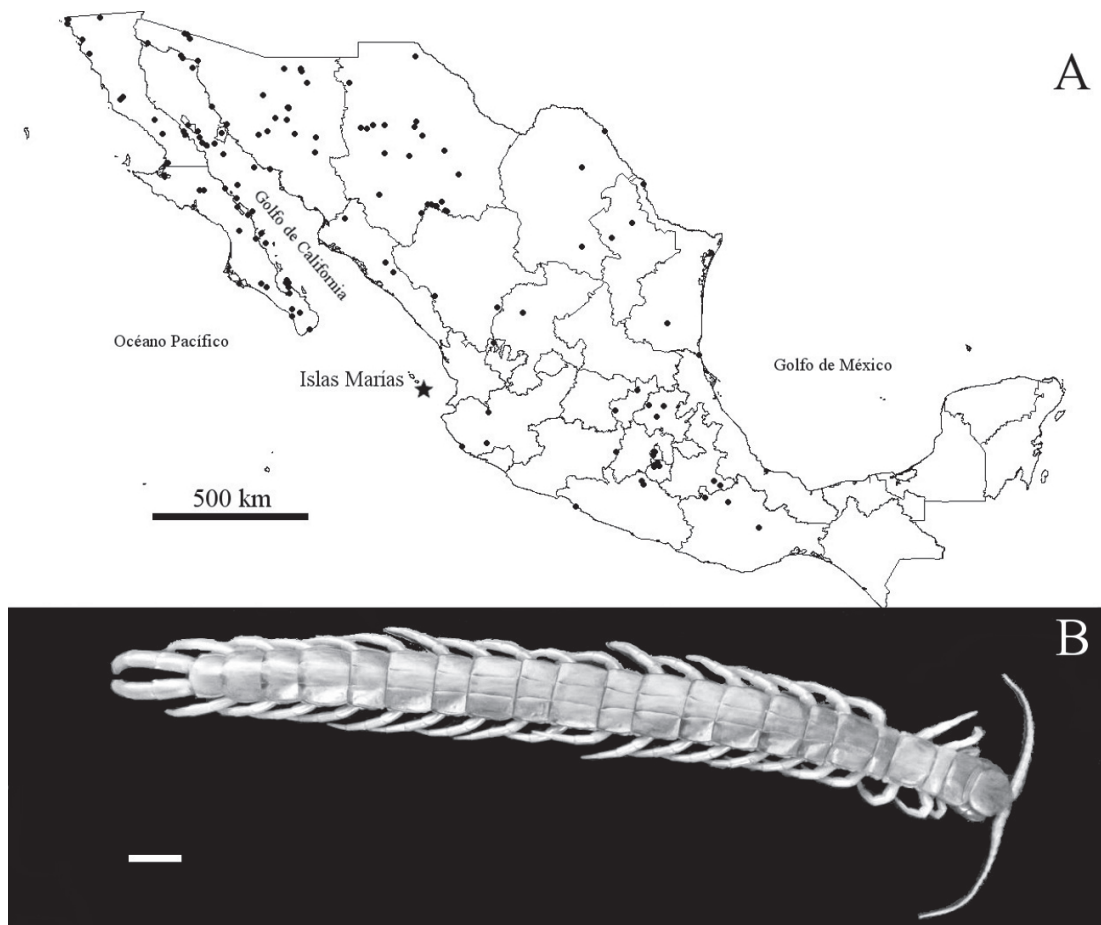 A
Golfo de California
Océano Pacífico
Golfo de México
Islas Marías
500 km
B